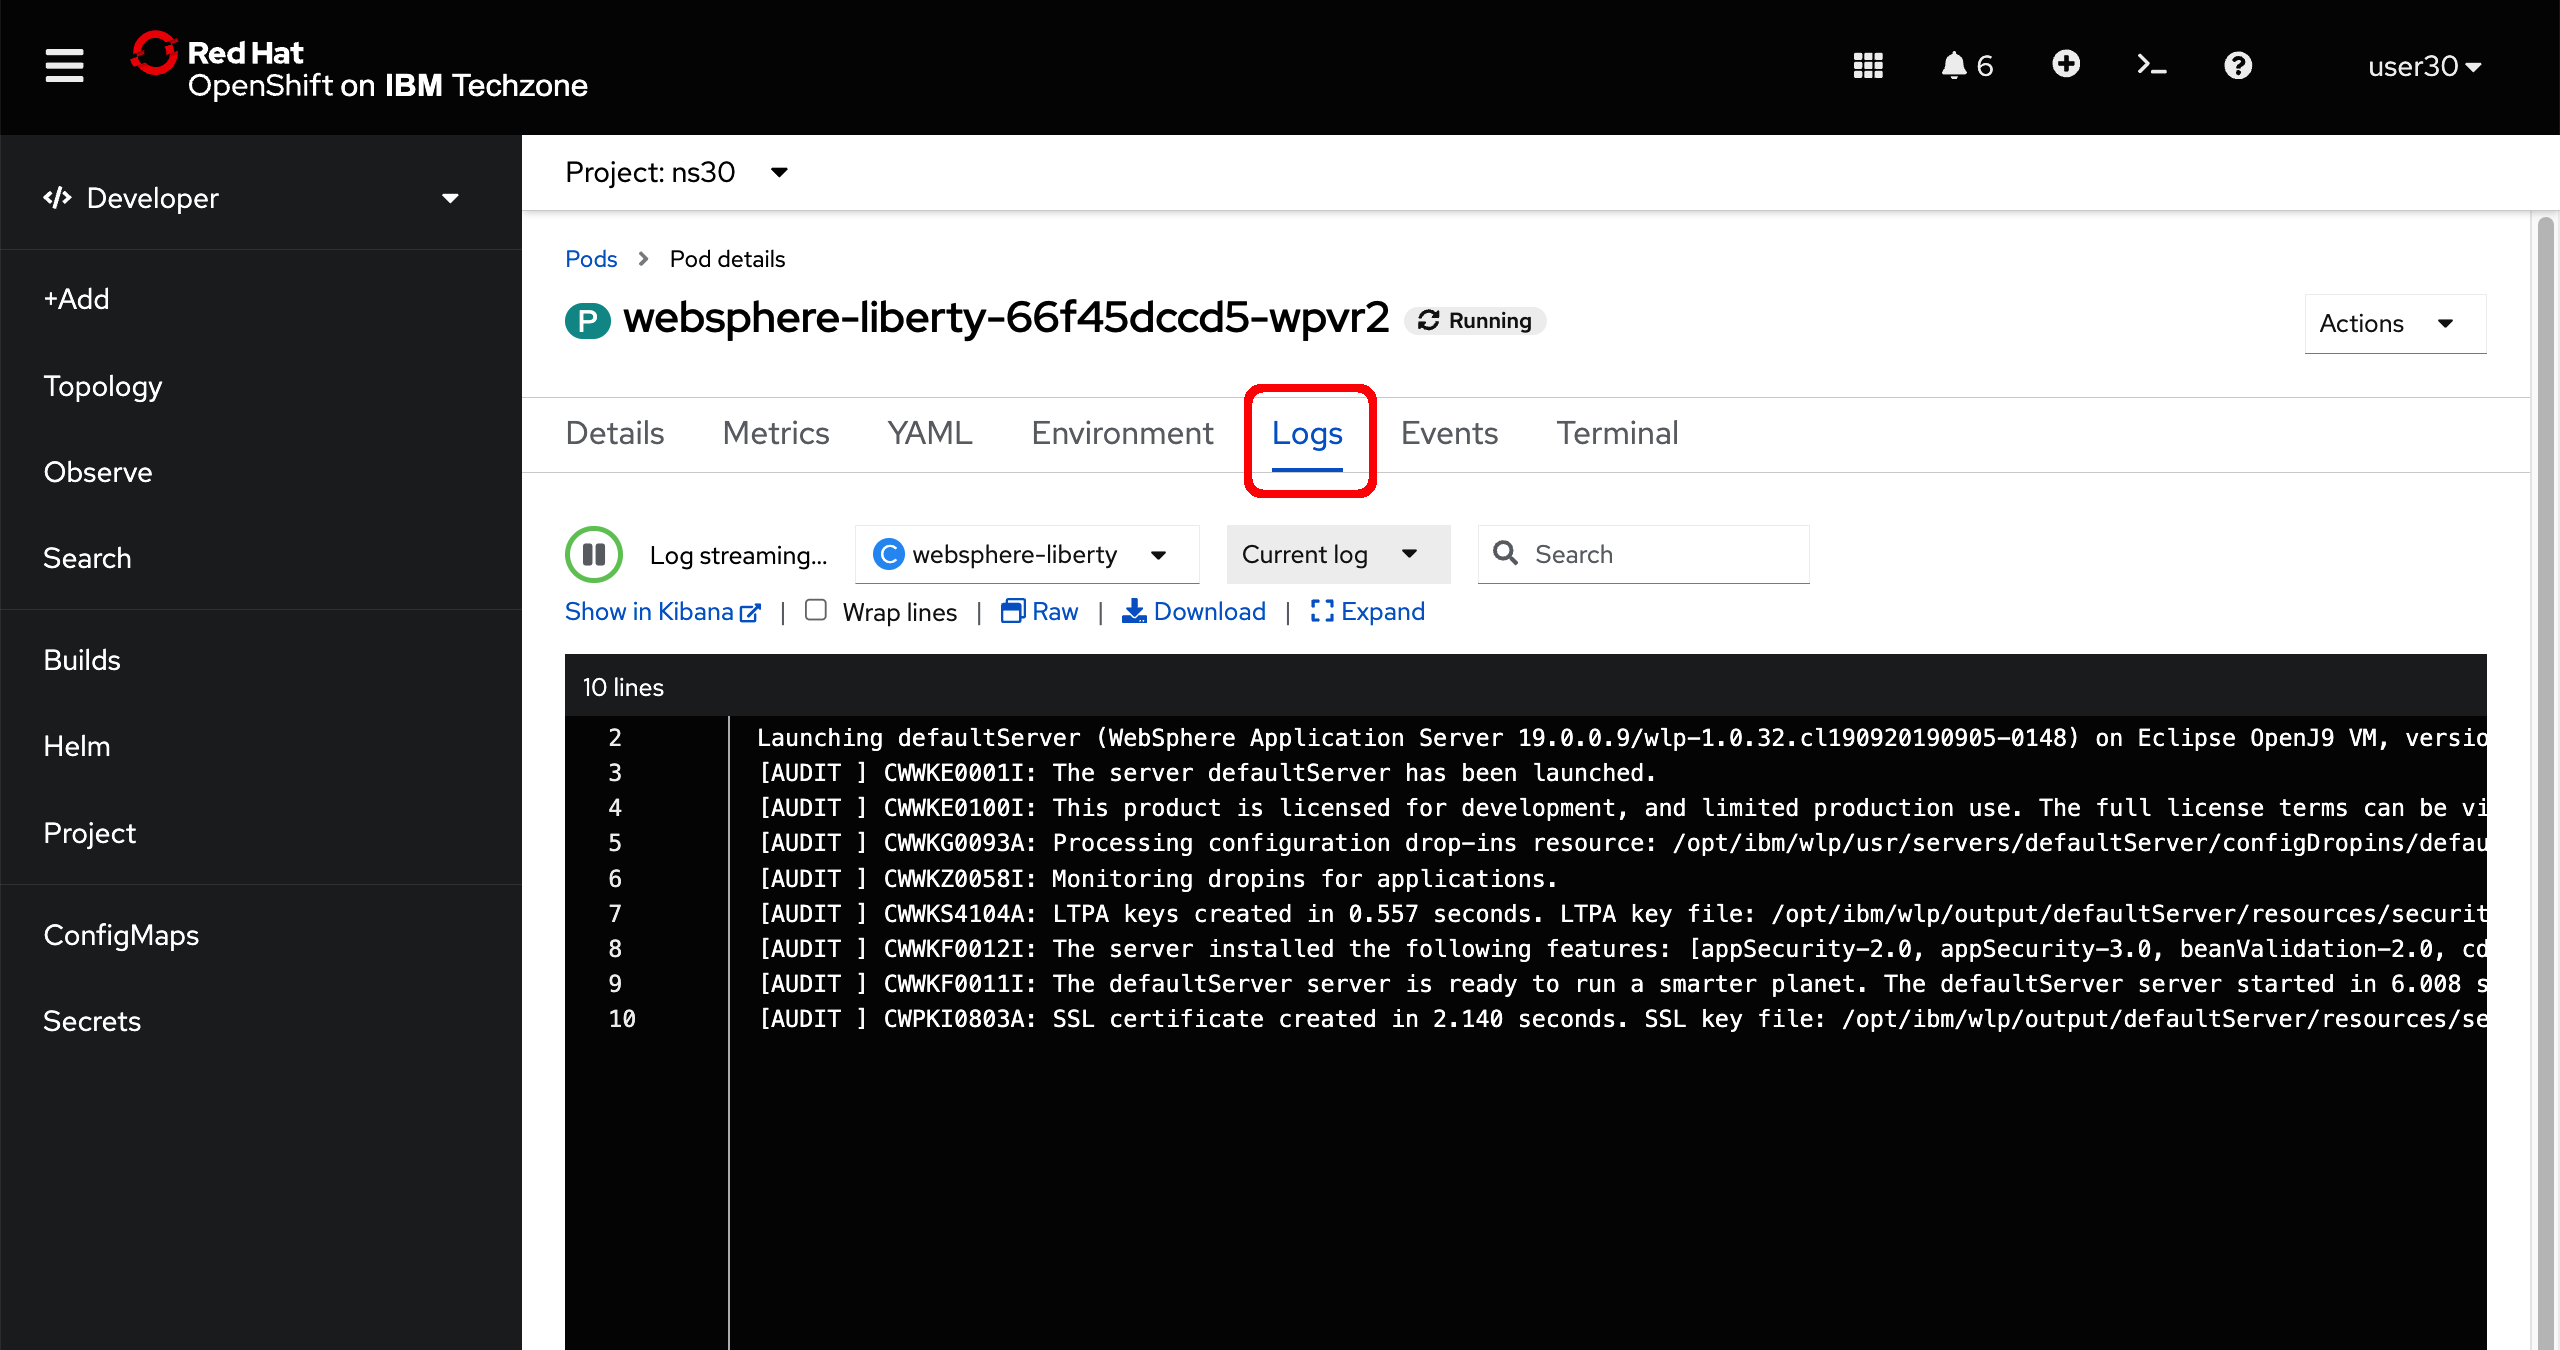 Red Hat
OpenShift on IBM Techzone
6
user30
Developer
+Add
Topology
Observe
Search
Builds
Helm
Project
ConfigMaps
Secrets
Project: ns30
Pods > Pod details
P websphere-liberty-66f45dccd5-wpvr2 Running
Actions
Details Metrics YAML Environment Logs Events Terminal
Log streaming... C websphere-liberty Current log Search
Show in Kibana | Wrap lines | Raw | Download | Expand
10 lines
2 Launching defaultServer (WebSphere Application Server 19.0.0.9/wlp-1.0.32.cl190920190905-0148) on Eclipse OpenJ9 VM, versio
3 [AUDIT ] CWWKE0001I: The server defaultServer has been launched.
4 [AUDIT ] CWWKE0100I: This product is licensed for development, and limited production use. The full license terms can be vi
5 [AUDIT ] CWWKG0093A: Processing configuration drop-ins resource: /opt/ibm/wlp/usr/servers/defaultServer/configDropins/defau
6 [AUDIT ] CWWKZ0058I: Monitoring dropins for applications.
7 [AUDIT ] CWWKS4104A: LTPA keys created in 0.557 seconds. LTPA key file: /opt/ibm/wlp/output/defaultServer/resources/securit
8 [AUDIT ] CWWKF0012I: The server installed the following features: [appSecurity-2.0, appSecurity-3.0, beanValidation-2.0, cd
9 [AUDIT ] CWWKF0011I: The defaultServer server is ready to run a smarter planet. The defaultServer server started in 6.008 s
10 [AUDIT ] CWPKI0803A: SSL certificate created in 2.140 seconds. SSL key file: /opt/ibm/wlp/output/defaultServer/resources/se